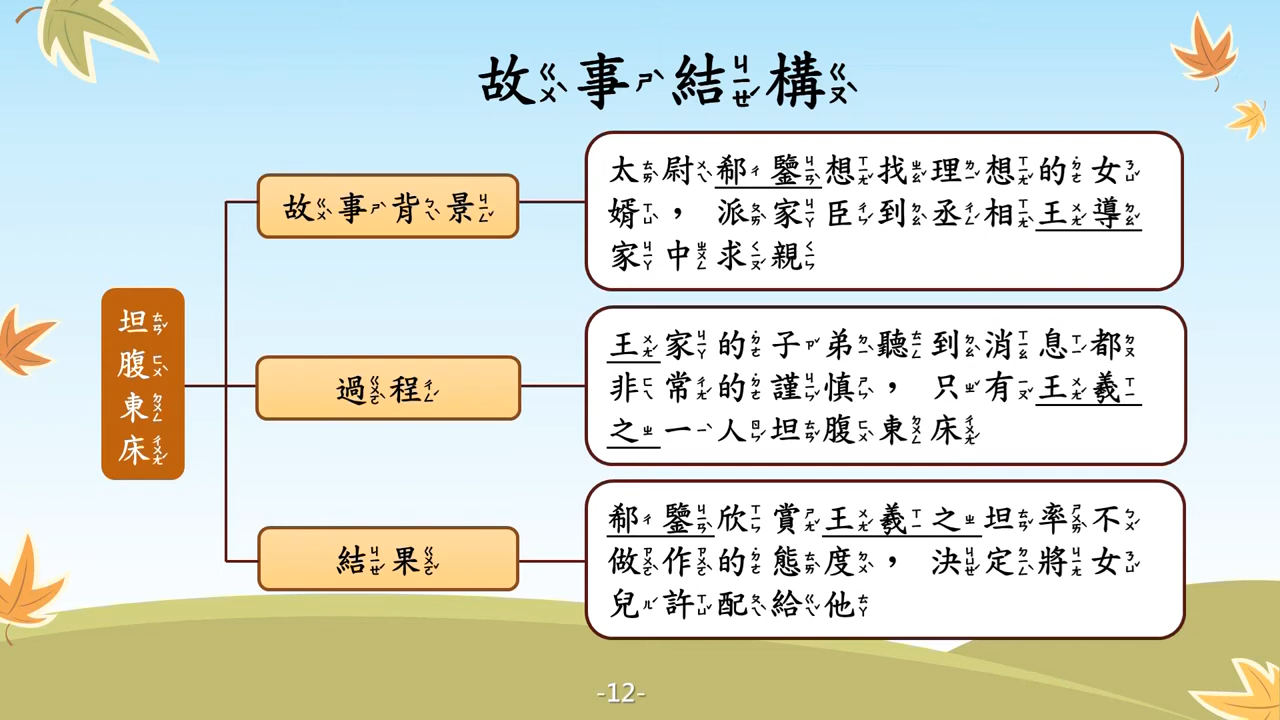 故事結構
坦腹東床
故事背景
太尉郗鑒想找理想的女
婿，派家臣到丞相王導
家中求親
過程
王家的子弟聽到消息都
非常的謹慎，只有王羲
之一人坦腹東床
結果
郗鑒欣賞王羲之坦率不
做作的態度，決定將女
兒許配給他
-12-